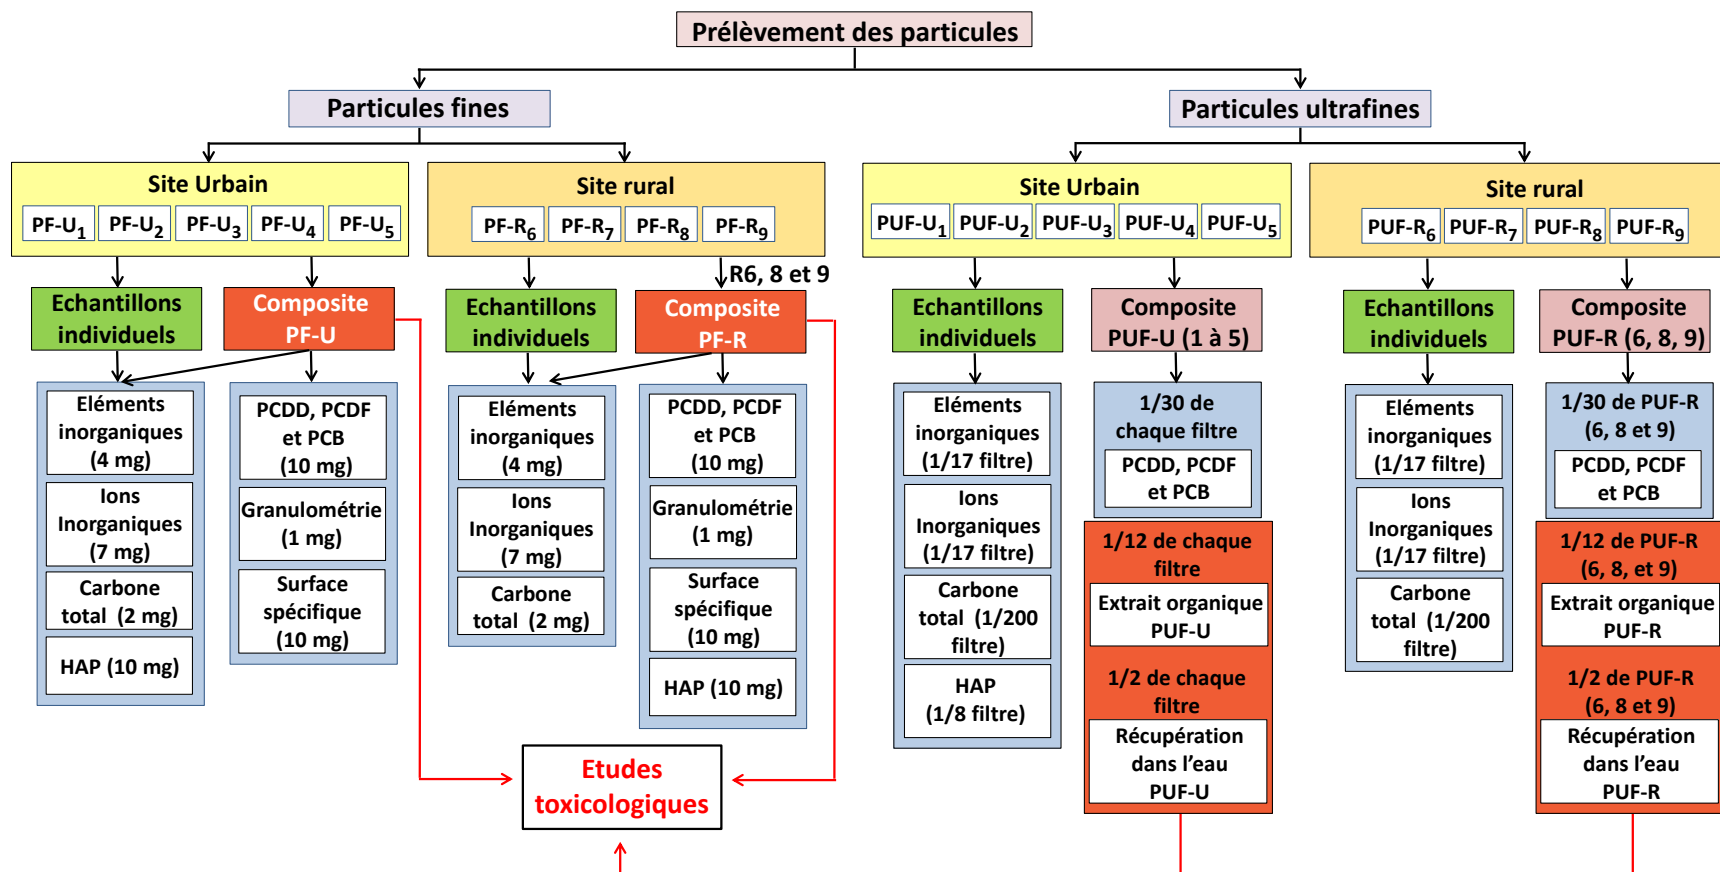 Prélèvement des particules
Particules fines
Particules ultrafines
Site Urbain
PF-U1
PF-U2
PF-U3
PF-U4
PF-U5
Site rural
PF-R6
PF-R7
PF-R8
PF-R9
Site Urbain
PUF-U1
PUF-U2
PUF-U3
PUF-U4
PUF-U5
Site rural
PUF-R6
PUF-R7
PUF-R8
PUF-R9
Echantillons
individuels
Composite
PF-U
R6, 8 et 9
Echantillons
individuels
Composite
PF-R
Echantillons
individuels
Composite
PUF-U (1 à 5)
Echantillons
individuels
Composite
PUF-R (6, 8, 9)
Eléments
inorganiques
(4 mg)
Ions
Inorganiques
(7 mg)
Carbone
total (2 mg)
HAP (10 mg)
PCDD, PCDF
et PCB
(10 mg)
Granulométrie
(1 mg)
Surface
spécifique
(10 mg)
Eléments
inorganiques
(4 mg)
Ions
Inorganiques
(7 mg)
Carbone
total (2 mg)
PCDD, PCDF
et PCB
(10 mg)
Granulométrie
(1 mg)
Surface
spécifique
(10 mg)
HAP (10 mg)
Eléments
inorganiques
(1/17 filtre)
Ions
Inorganiques
(1/17 filtre)
Carbone
total (1/200
filtre)
HAP
(1/8 filtre)
1/30 de
chaque filtre
PCDD, PCDF
et PCB
1/12 de chaque
filtre
Extrait organique
PUF-U
1/2 de chaque
filtre
Récupération
dans l’eau
PUF-U
Eléments
inorganiques
(1/17 filtre)
Ions
Inorganiques
(1/17 filtre)
Carbone
total (1/200
filtre)
1/30 de PUF-R
(6, 8 et 9)
PCDD, PCDF
et PCB
1/12 de PUF-R
(6, 8, et 9)
Extrait organique
PUF-R
1/2 de PUF-R
(6, 8 et 9)
Récupération
dans l’eau
PUF-R
Etudes
toxicologiques